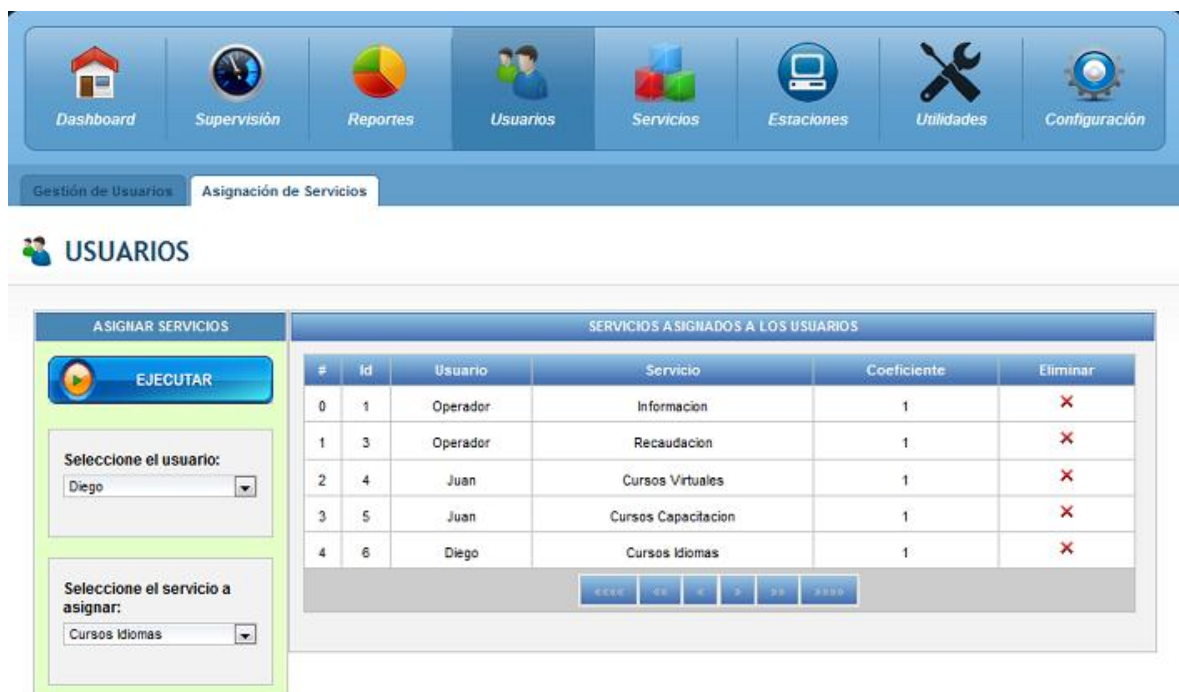 Dashboard Supervisión Reportes Usuarios Servicios Estaciones Utilidades Configuración
Gestión de Usuarios Asignación de Servicios
USUARIOS
ASIGNAR SERVICIOS
EJECUTAR
Seleccione el usuario:
Diego
Seleccione el servicio a
asignar:
Cursos Idiomas
SERVICIOS ASIGNADOS A LOS USUARIOS
# Id Usuario Servicio Coeficiente Eliminar
0 1 Operador Informacion 1
1 3 Operador Recaudacion 1
2 4 Juan Cursos Virtuales 1
3 5 Juan Cursos Capacitacion 1
4 6 Diego Cursos Idiomas 1
<<<< << < > >> >>>>